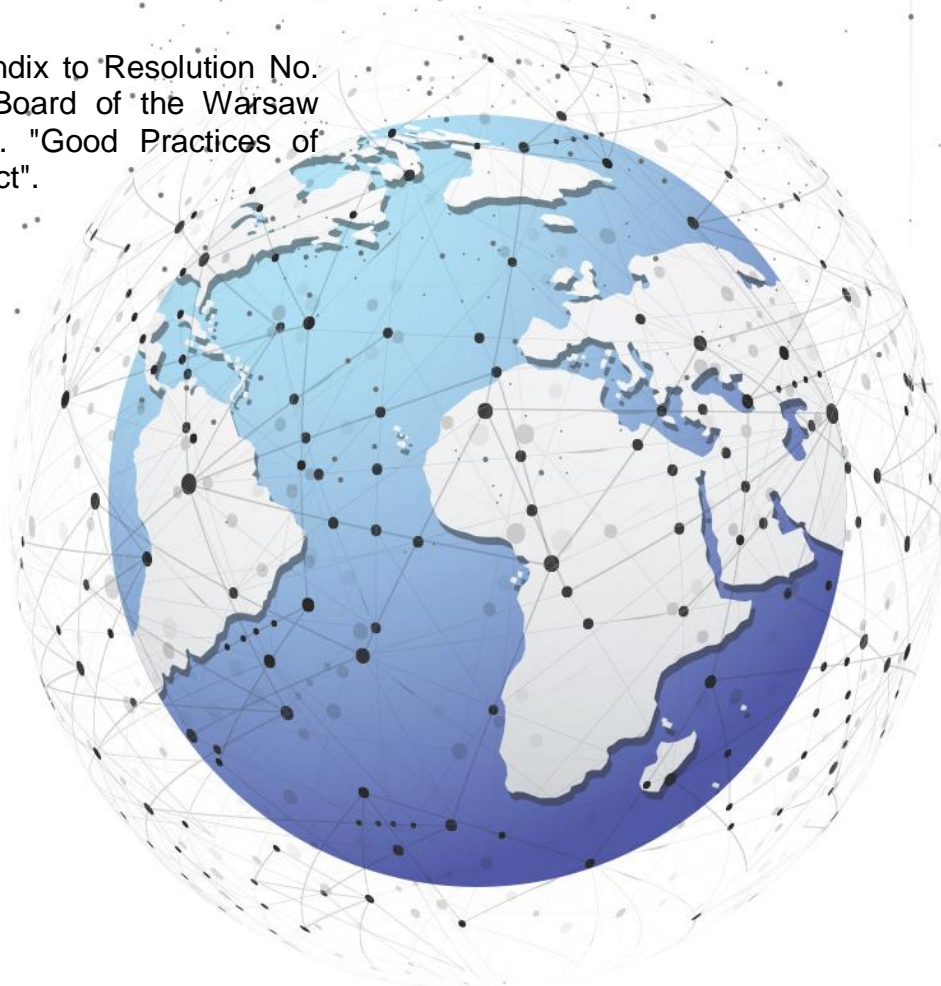 ndix to Resolution No.
Board of the Warsaw
. "Good Practices of
ct".